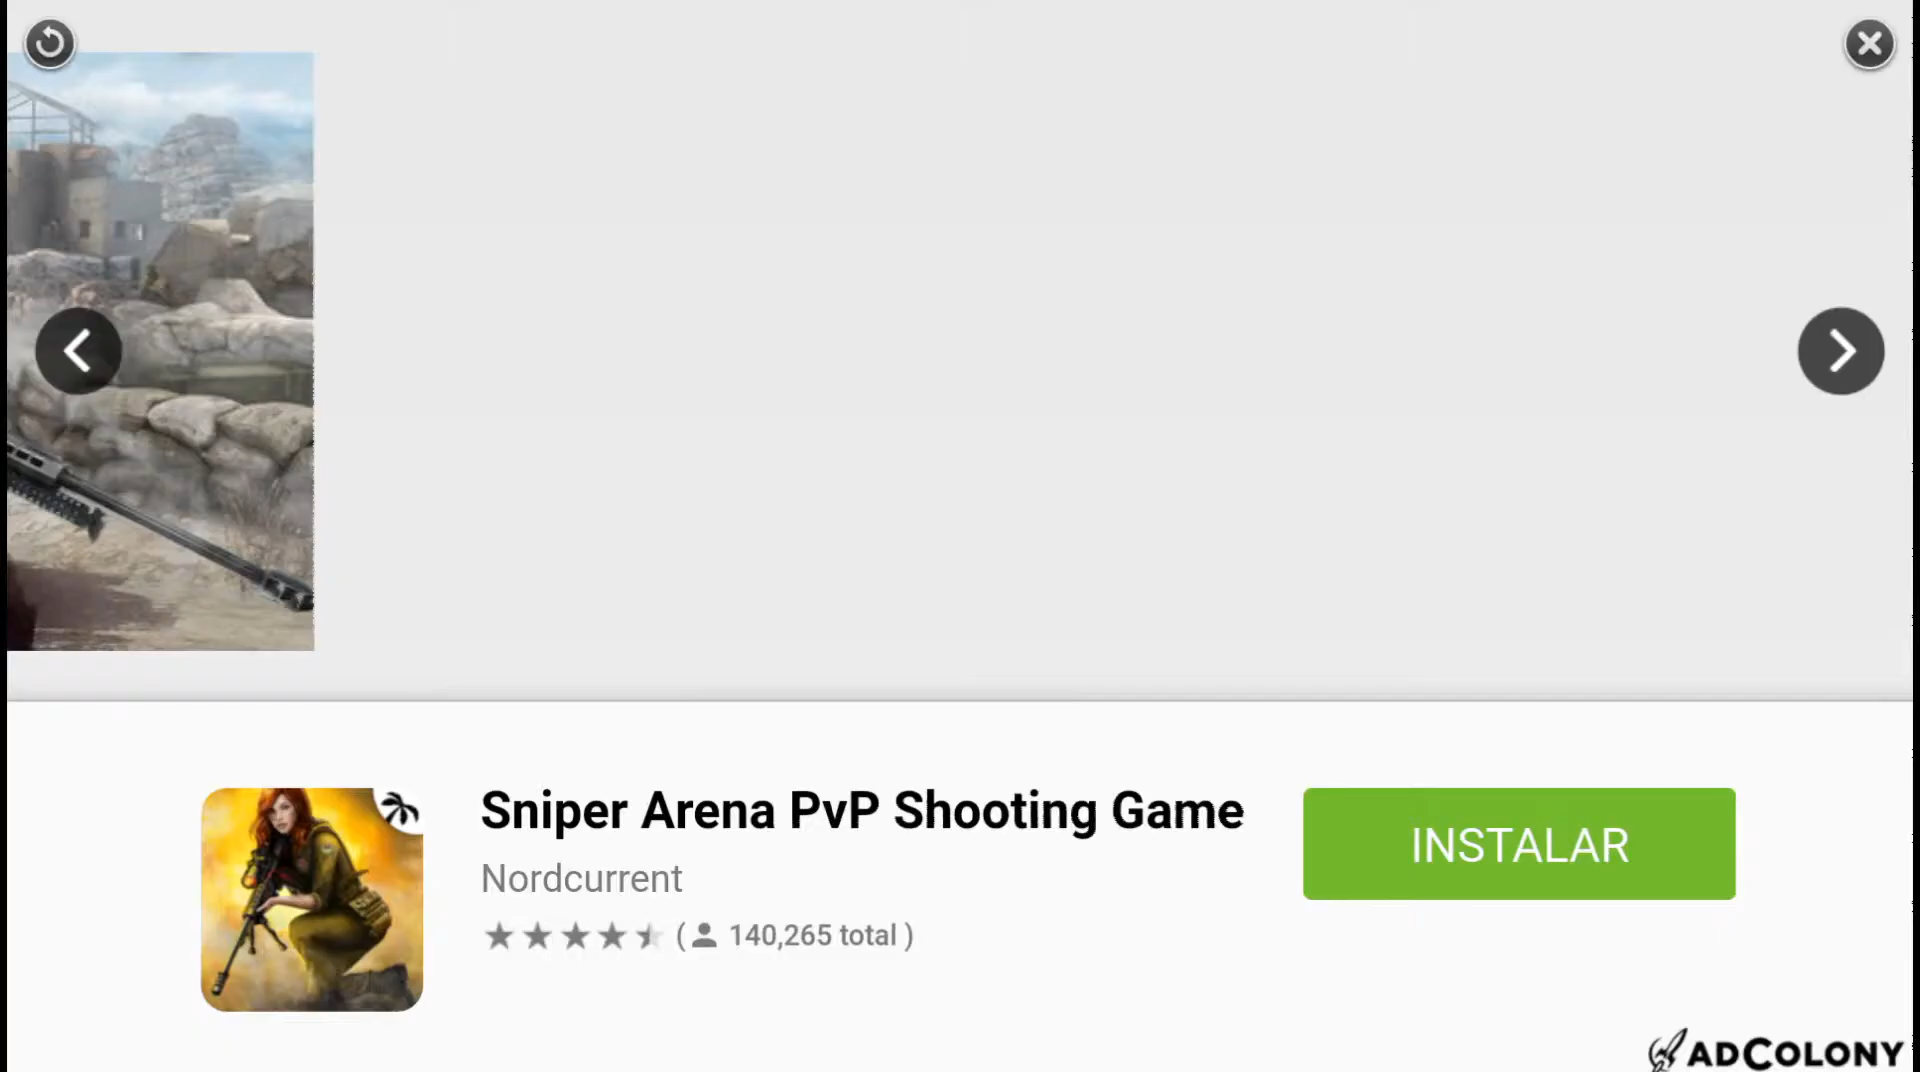 Sniper Arena PvP Shooting Game
Nordcurrent
( 140,265 total )
INSTALAR
ADCOLONY